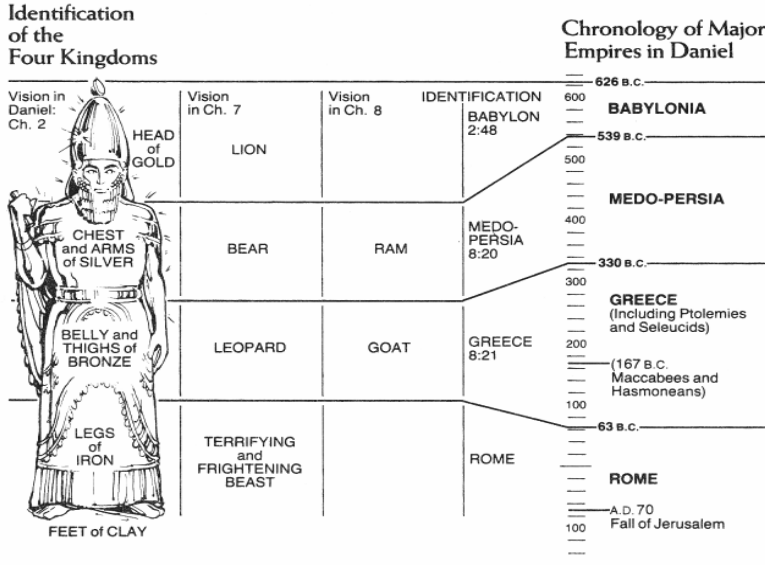 Identification
of the
Four Kingdoms
Chronology of Major
Empires in Daniel
Vision in
Daniel:
Ch. 2
Vision
in Ch. 7
Vision
in Ch. 8
IDENTIFICATION
HEAD
of
GOLD
LION
BABYLON
2:48
CHEST
and ARMS
of SILVER
BEAR
RAM
MEDO-
PERSIA
8:20
BELLY and
THIGHS of
BRONZE
LEOPARD
GOAT
GREECE
8:21
LEGS
of
IRON
TERRIFYING
and
FRIGHTENING
BEAST
ROME
FEET of CLAY
626 B.C.
600
BABYLONIA
539 B.C.
500
MEDO-PERSIA
400
330 B.C.
300
GREECE
(Including Ptolemies
and Seleucids)
200
(167 B.C.
Maccabees and
Hasmoneans)
100
63 B.C.
ROME
A.D. 70
Fall of Jerusalem
100